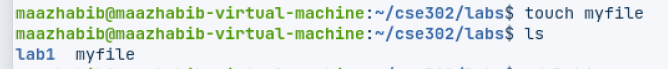 maazhabib@maazhabib-virtual-machine:~/cse302/labs$ touch myfile
maazhabib@maazhabib-virtual-machine:~/cse302/labs$ ls
lab1  myfile